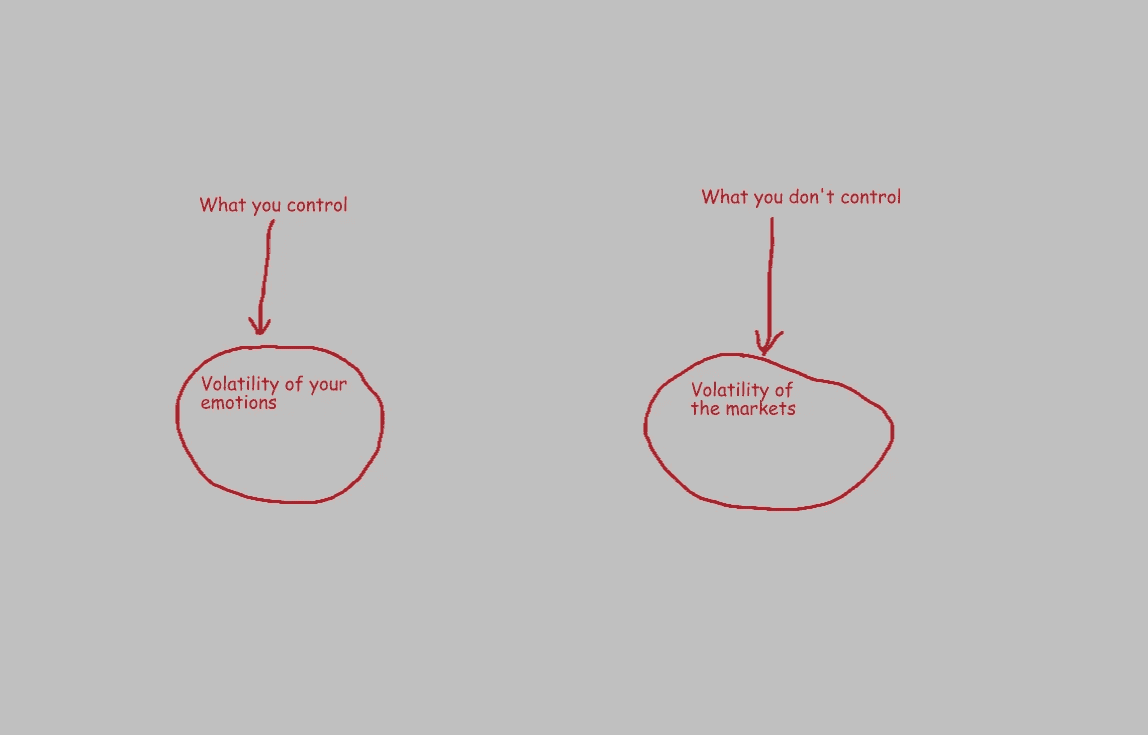 What you control
What you don't control
Volatility of your
emotions
Volatility of
the markets